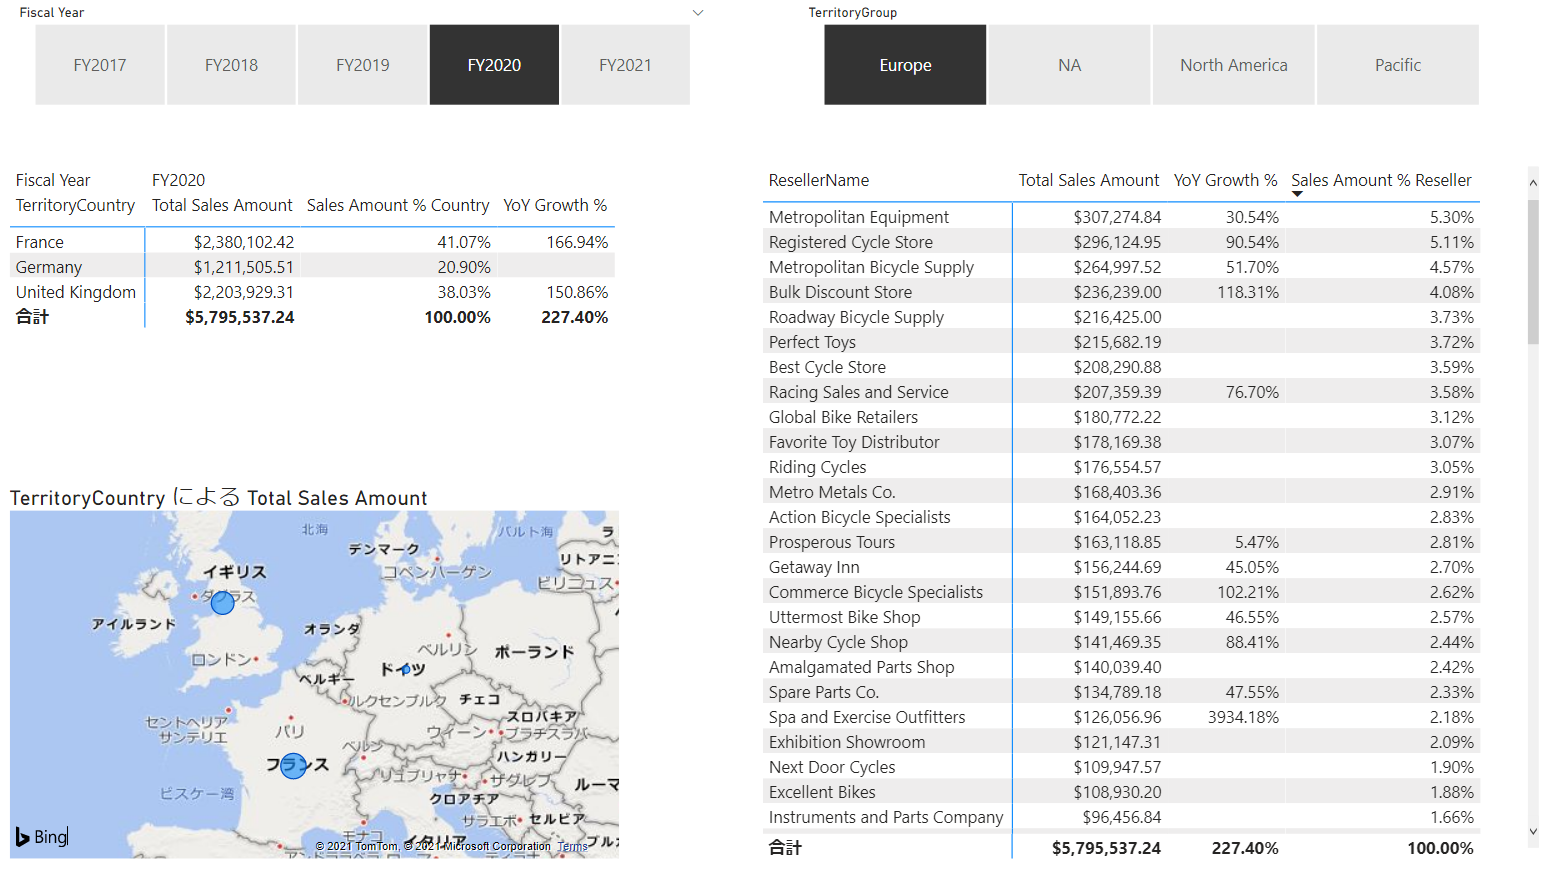 Fiscal Year
FY2017 FY2018 FY2019 FY2020 FY2021
TerritoryGroup
Europe NA North America Pacific
Fiscal Year FY2020
TerritoryCountry Total Sales Amount Sales Amount % Country YoY Growth %
France $2,380,102.42 41.07% 166.94%
Germany $1,211,505.51 20.90%
United Kingdom $2,203,929.31 38.03% 150.86%
合計 $5,795,537.24 100.00% 227.40%
TerritoryCountry による Total Sales Amount
北海
バルト海
デンマーク
リトアニ
コペンハーゲン
ビリニュス
イギリス
ダグラス
アイルランド
オランダ
ベルリン
ポーランド
ロンドン
ドイツ
ベルギー
ルクセンブルク
チェコ
スロバキア
セントヘリア
サンテリエ
パリ
ウィーン
ブラチスラバ
ベルン
ハンガリー
フランス
リュブリャナ
ザグレブ
ルーマ
ビスケー湾
クロアチア
サラエボ
セルビア
モナコ
イタリア
Bing
© 2021 TomTom, © 2021 Microsoft Corporation Terms
ResellerName Total Sales Amount YoY Growth % Sales Amount % Reseller
Metropolitan Equipment $307,274.84 30.54% 5.30%
Registered Cycle Store $296,124.95 90.54% 5.11%
Metropolitan Bicycle Supply $264,997.52 51.70% 4.57%
Bulk Discount Store $236,239.00 118.31% 4.08%
Roadway Bicycle Supply $216,425.00 3.73%
Perfect Toys $215,682.19 3.72%
Best Cycle Store $208,290.88 3.59%
Racing Sales and Service $207,359.39 76.70% 3.58%
Global Bike Retailers $180,772.22 3.12%
Favorite Toy Distributor $178,169.38 3.07%
Riding Cycles $176,554.57 3.05%
Metro Metals Co. $168,403.36 2.91%
Action Bicycle Specialists $164,052.23 2.83%
Prosperous Tours $163,118.85 5.47% 2.81%
Getaway Inn $156,244.69 45.05% 2.70%
Commerce Bicycle Specialists $151,893.76 102.21% 2.62%
Uttermost Bike Shop $149,155.66 46.55% 2.57%
Nearby Cycle Shop $141,469.35 88.41% 2.44%
Amalgamated Parts Shop $140,039.40 2.42%
Spare Parts Co. $134,789.18 47.55% 2.33%
Spa and Exercise Outfitters $126,056.96 3934.18% 2.18%
Exhibition Showroom $121,147.31 2.09%
Next Door Cycles $109,947.57 1.90%
Excellent Bikes $108,930.20 1.88%
Instruments and Parts Company $96,456.84 1.66%
合計 $5,795,537.24 227.40% 100.00%